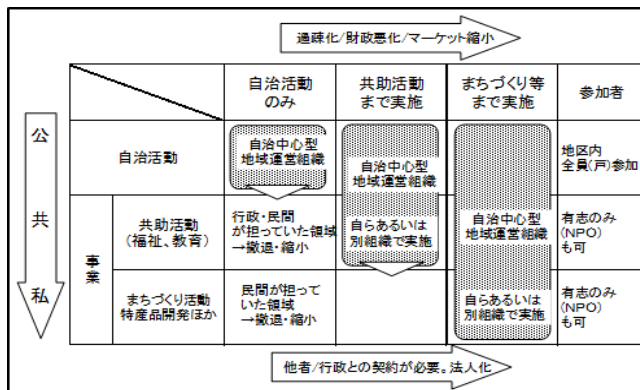 過疎化/財政悪化/マーケット縮小
自治活動
のみ
共助活動
まで実施
まちづくり等
まで実施
参加者
公
共
私
自治活動
自治中心型
地域運営組織
自治中心型
地域運営組織
地区内
全員(戸)参加
事
業
共助活動
(福祉、教育)
行政・民間
が担っていた領域
→撤退・縮小
自らあるいは
別組織で実施
自治中心型
地域運営組織
有志のみ
(NPO)
も可
まちづくり活動
特産品開発ほか
民間が担って
いた領域
→撤退・縮小
自らあるいは
別組織で実施
有志のみ
(NPO)
も可
他者/行政との契約が必要。法人化